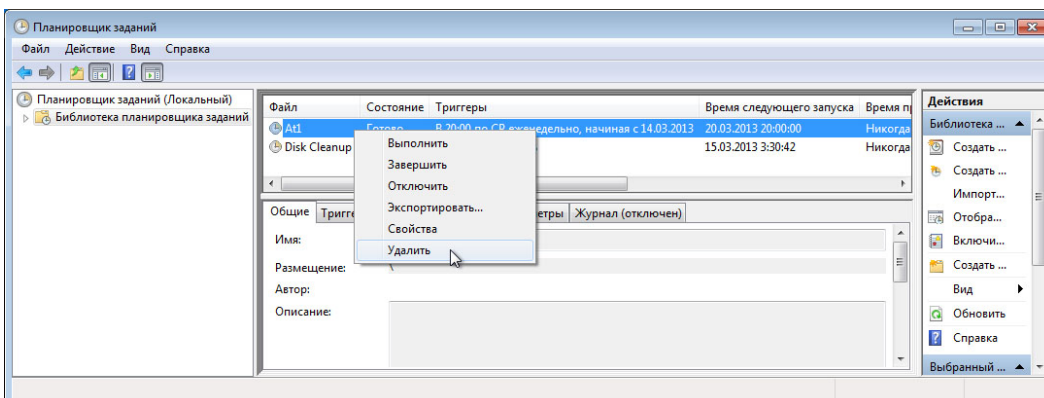 Планировщик заданий
Файл Действие Вид Справка
Планировщик заданий (Локальный)
Библиотека планировщика заданий
Файл Состояние Триггеры Время следующего запуска Время п
At1 Готово В 20:00 по СР еженедельно, начиная с 14.03.2013 20.03.2013 20:00:00 Никогда
Disk Cleanup 15.03.2013 3:30:42 Никогда
Выполнить
Завершить
Отключить
Экспортировать...
Свойства
Удалить
Общие Тригге етры Журнал (отключен)
Имя:
Размещение: \
Автор:
Описание:
Действия
Библиотека ...
Создать ...
Создать ...
Импорт...
Отобра...
Включи...
Создать ...
Вид
Обновить
Справка
Выбранный ...